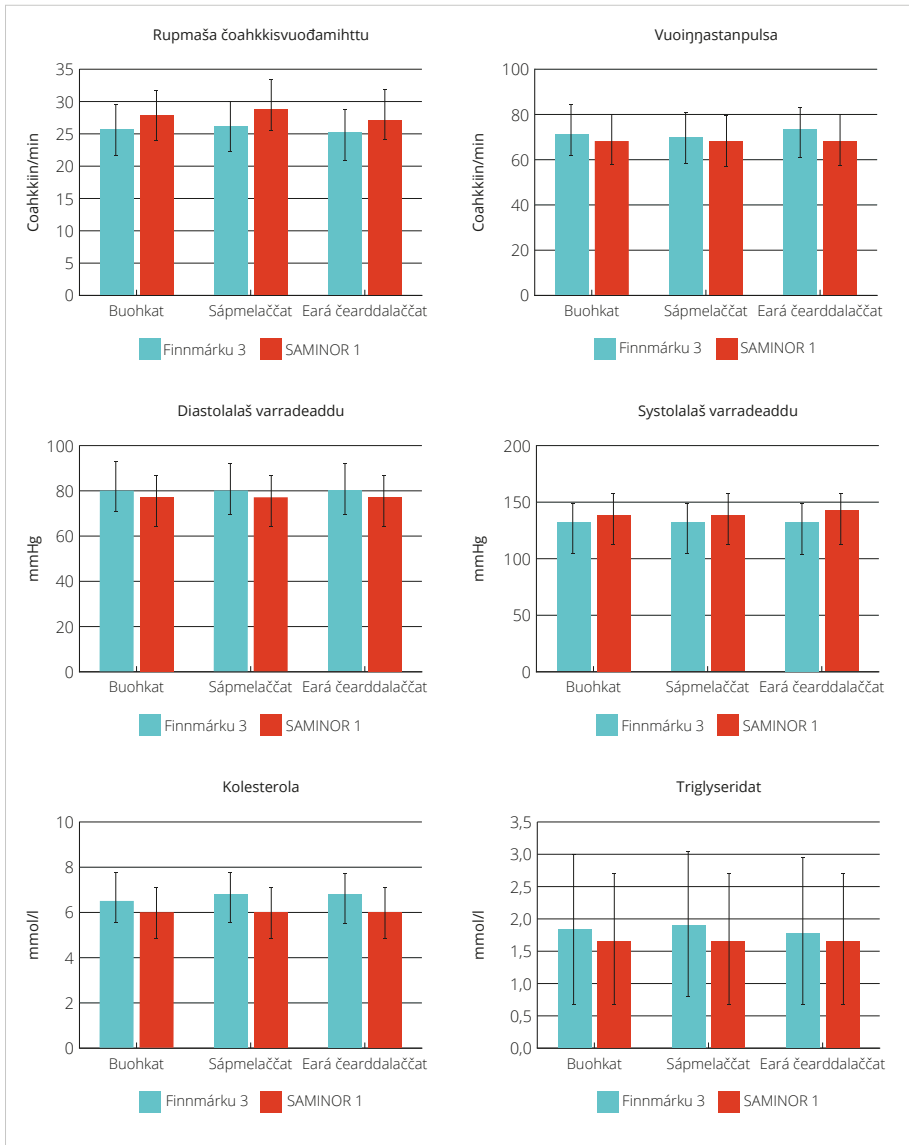 Rupmaša čoahkkisvuođamihttu
35
30
25
20
15
10
5
0
Coahkkiin/min
Buohkat Sápmelaččat Eará čearddalaččat
Finnmárku 3 SAMINOR 1
Vuoiŋŋastanpulsa
100
80
60
40
20
0
Coahkkiin/min
Buohkat Sápmelaččat Eará čearddalaččat
Finnmárku 3 SAMINOR 1
Diastolalaš varradeaddu
100
80
60
40
20
0
mmHg
Buohkat Sápmelaččat Eará čearddalaččat
Finnmárku 3 SAMINOR 1
Systolalaš varradeaddu
200
150
100
50
0
mmHg
Buohkat Sápmelaččat Eará čearddalaččat
Finnmárku 3 SAMINOR 1
Kolesterola
10
8
6
4
2
0
mmol/l
Buohkat Sápmelaččat Eará čearddalaččat
Finnmárku 3 SAMINOR 1
Triglyseridat
3,5
3,0
2,5
2,0
1,5
1,0
0,5
0,0
mmol/l
Buohkat Sápmelaččat Eará čearddalaččat
Finnmárku 3 SAMINOR 1